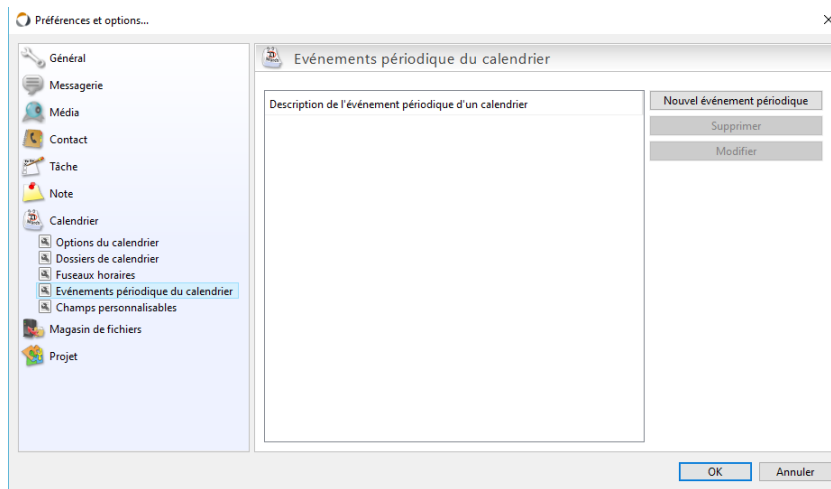 Préférences et options...
Général
Messagerie
Média
Contact
Tâche
Note
Calendrier
Options du calendrier
Dossiers de calendrier
Fuseaux horaires
Evénements périodique du calendrier
Champs personnalisables
Magasin de fichiers
Projet
Evénements périodique du calendrier
Description de l'événement périodique d'un calendrier
Nouvel événement périodique
Supprimer
Modifier
OK
Annuler